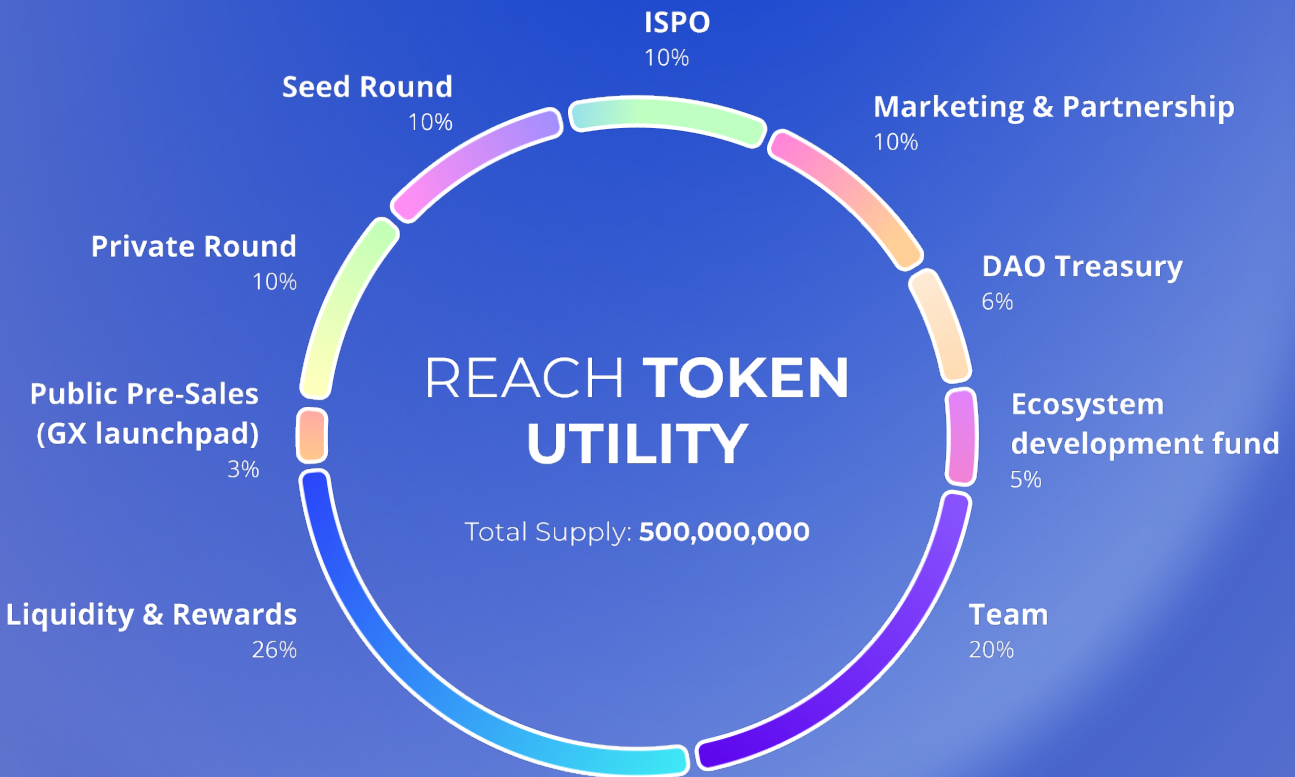 ISPO
10%
Seed Round
10%
Marketing & Partnership
10%
Private Round
10%
DAO Treasury
6%
REACH TOKEN
UTILITY
Total Supply: 500,000,000
Public Pre-Sales
(GX launchpad)
3%
Ecosystem
development fund
5%
Liquidity & Rewards
26%
Team
20%